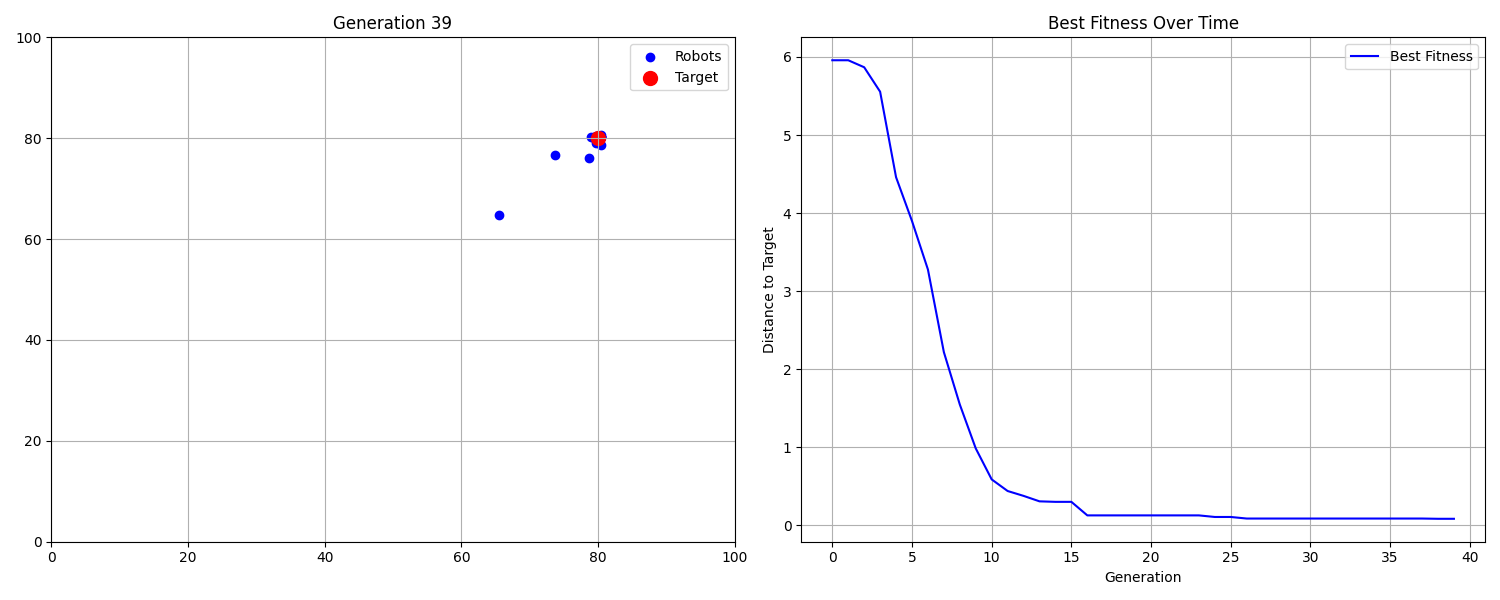 Generation 39
Robots
Target
100
80
60
40
20
0
0 20 40 60 80 100
Best Fitness Over Time
Best Fitness
Distance to Target
6
5
4
3
2
1
0
0 5 10 15 20 25 30 35 40
Generation